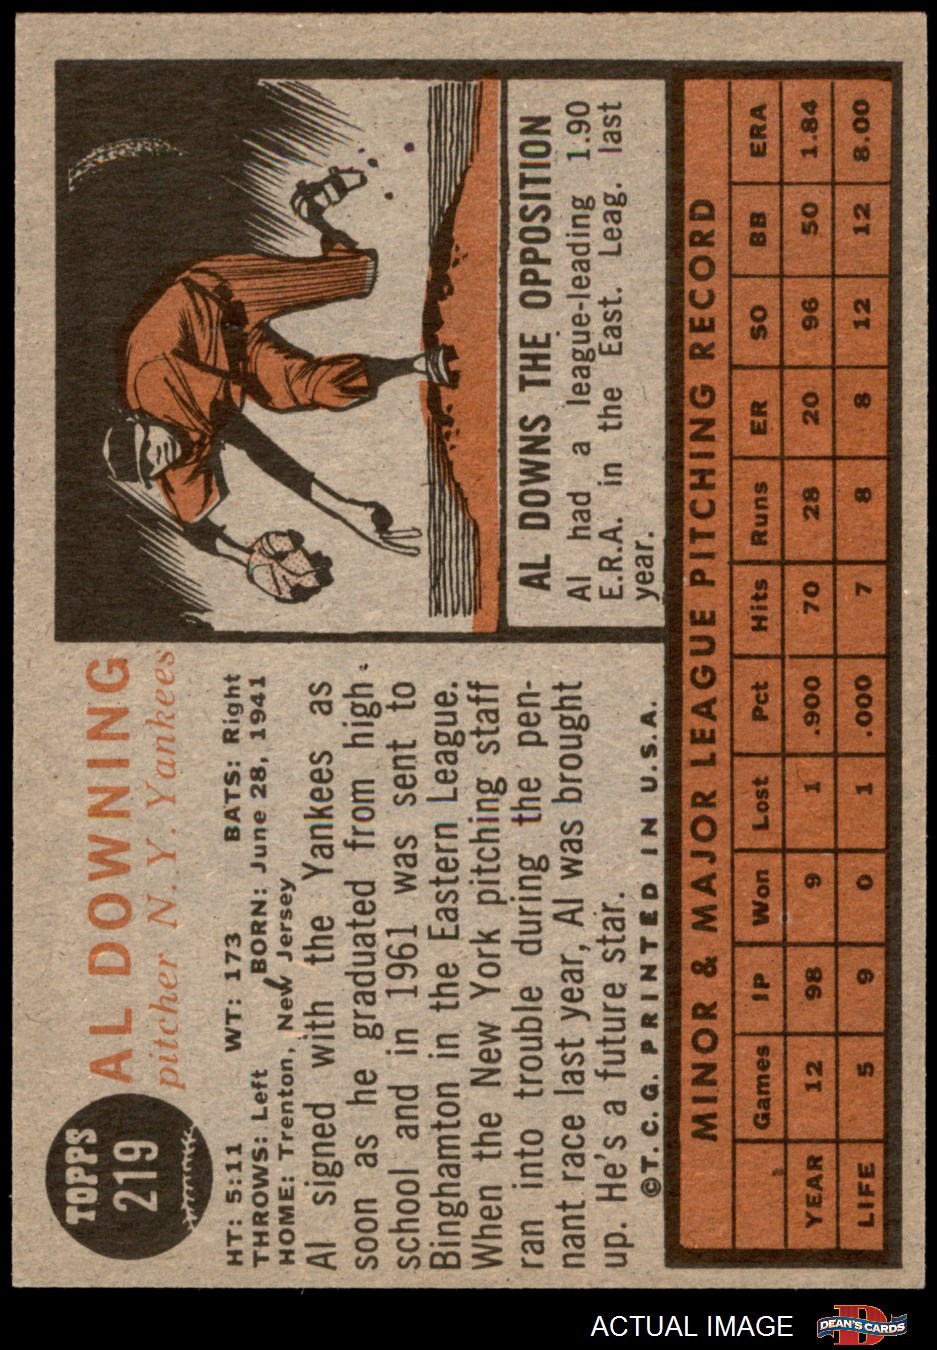 TOPPS
219
AL DOWNING
pitcher N. Y. Yankees
HT: 5:11 WT: 173 BATS: Right
THROWS: Left BORN: June 28, 1941
HOME: Trenton, New Jersey
Al signed with the Yankees as
soon as he graduated from high
school and in 1961 was sent to
Binghamton in the Eastern League.
When the New York pitching staff
ran into trouble during the pen-
nant race last year, Al was brought
up. He's a future star.
©T. C. G. PRINTED IN U.S.A.
AL DOWNS THE OPPOSITION
Al had a league-leading 1.90
E.R.A. in the East. Leag. last
year.
MINOR & MAJOR LEAGUE PITCHING RECORD
Games IP Won Lost Pct Hits Runs ER SO BB ERA
YEAR 12 98 9 1 .900 70 28 20 96 50 1.84
LIFE 5 9 0 1 .000 7 8 8 12 12 8.00
ACTUAL IMAGE
DEAN'S CARDS